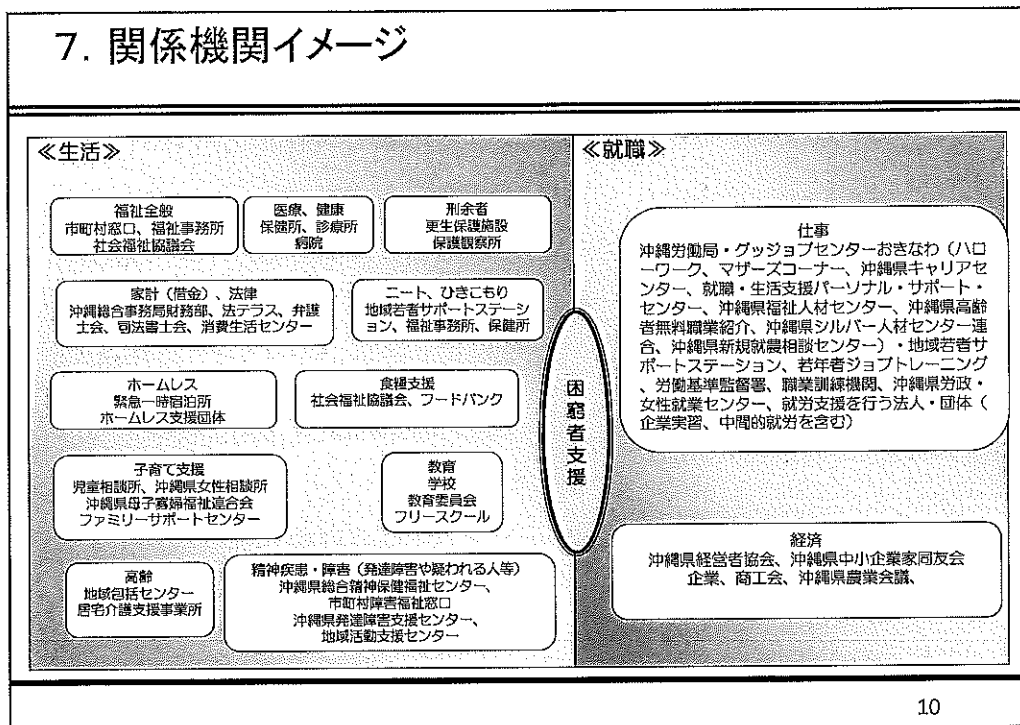 7. 関係機関イメージ
≪生活≫
福祉全般
市町村窓口、福祉事務所
社会福祉協議会
医療、健康
保健所、診療所
病院
刑余者
更生保護施設
保護観察所
家計（借金）、法律
沖縄総合事務局財務部、法テラス、弁護
士会、司法書士会、消費生活センター
ニート、ひきこもり
地域若者サポートステーシ
ョン、福祉事務所、保健所
ホームレス
緊急一時宿泊所
ホームレス支援団体
食糧支援
社会福祉協議会、フードバンク
子育て支援
児童相談所、沖縄県女性相談所
沖縄県母子寡婦福祉連合会
ファミリーサポートセンター
教育
学校
教育委員会
フリースクール
高齢
地域包括センター
居宅介護支援事業所
精神疾患・障害（発達障害や疑われる人等）
沖縄県総合精神保健福祉センター、
市町村障害福祉窓口
沖縄県発達障害支援センター、
地域活動支援センター
困窮者支援
≪就職≫
仕事
沖縄労働局・グッジョブセンターおきなわ（ハロ
ーワーク、マザーズコーナー、沖縄県キャリアセ
ンター、就職・生活支援パーソナル・サポート・
センター、沖縄県福祉人材センター、沖縄県高齢
者無料職業紹介、沖縄県シルバー人材センター連
合、沖縄県新規就農相談センター）・地域若者サ
ポートステーション、若年者ジョブトレーニング
、労働基準監督署、職業訓練機関、沖縄県労政・
女性就業センター、就労支援を行う法人・団体（
企業実習、中間的就労を含む）
経済
沖縄県経営者協会、沖縄県中小企業家同友会
企業、商工会、沖縄県農業会議、
10